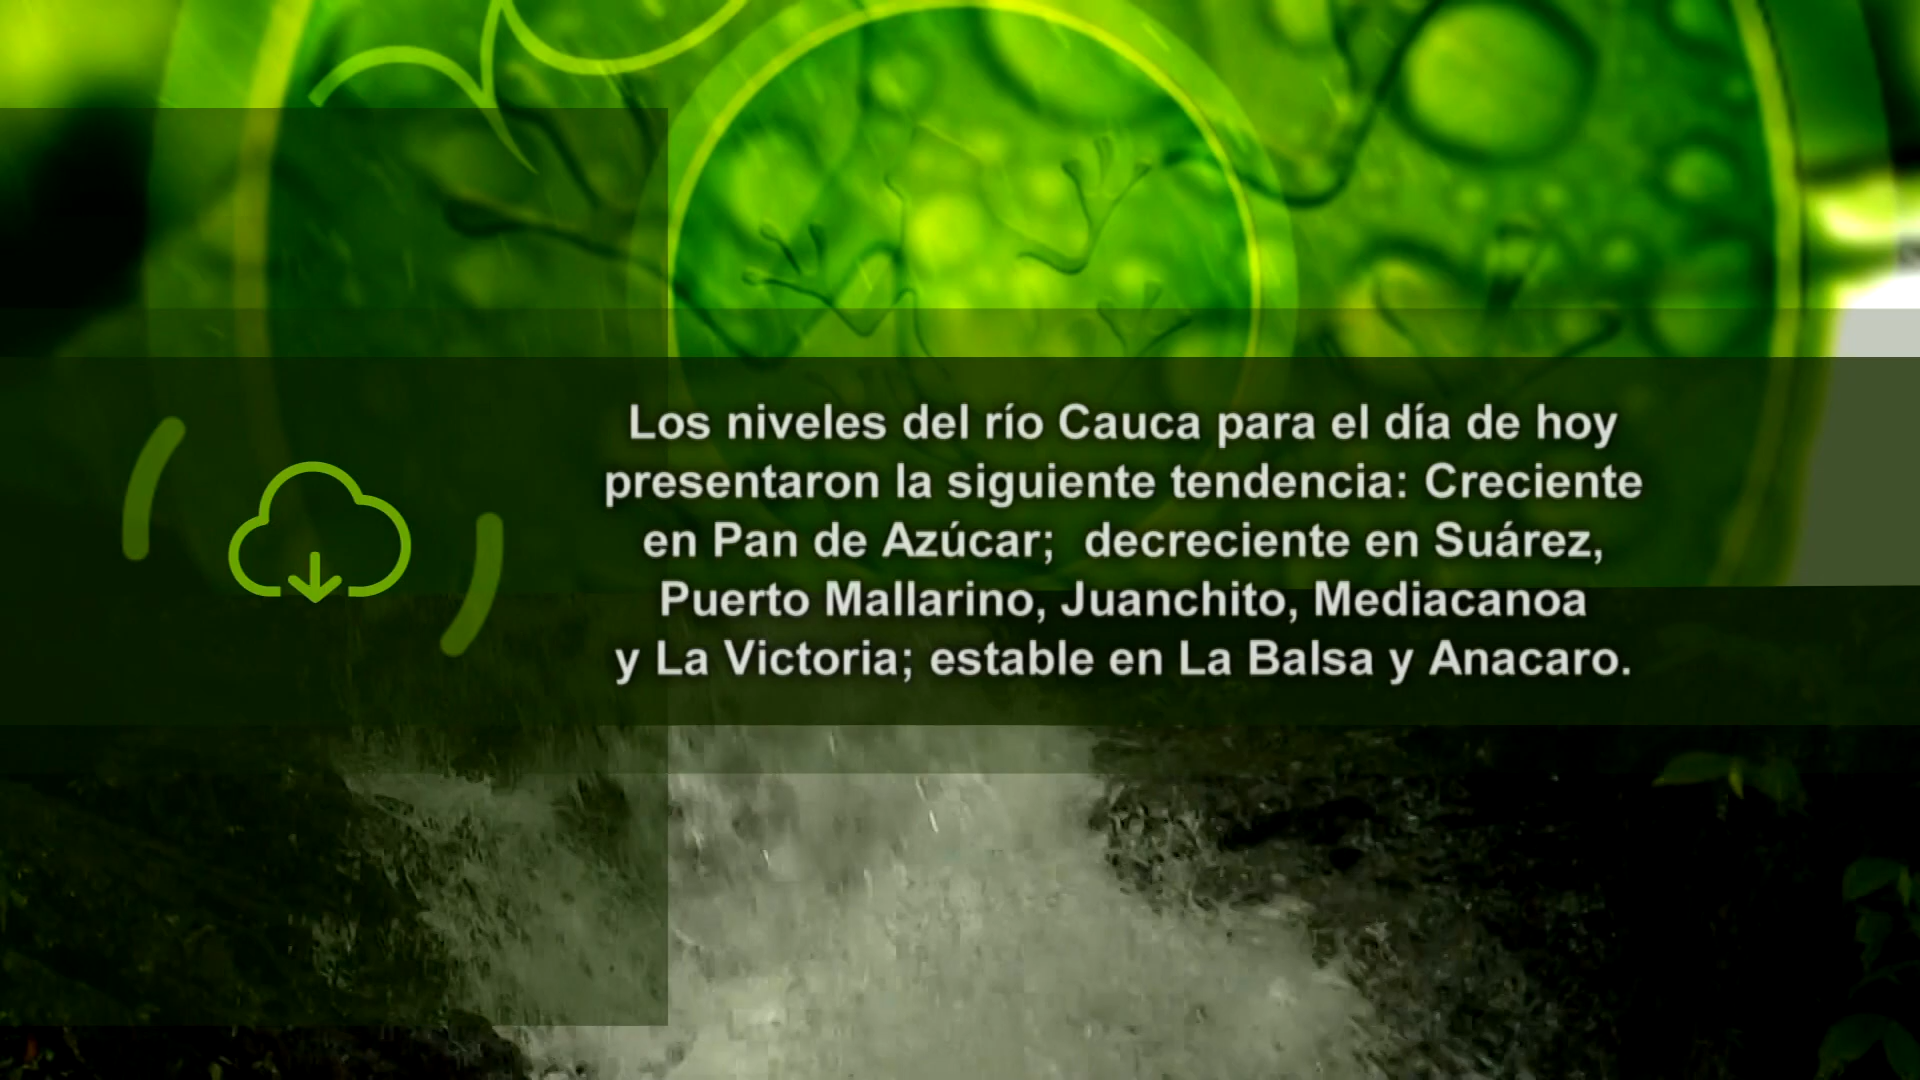 Los niveles del río Cauca para el día de hoy
presentaron la siguiente tendencia: Creciente
en Pan de Azúcar;  decreciente en Suárez,
Puerto Mallarino, Juanchito, Mediacanoa
y La Victoria; estable en La Balsa y Anacaro.